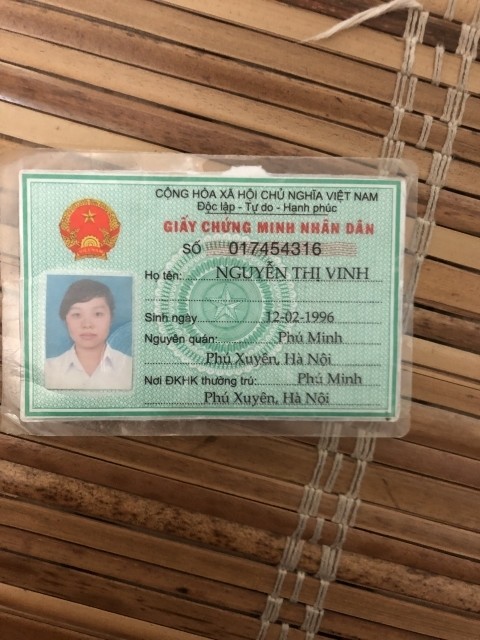 CỘNG HÒA XÃ HỘI CHỦ NGHĨA VIỆT NAM
Độc lập - Tự do - Hạnh phúc
GIẤY CHỨNG MINH NHÂN DÂN
SỐ 017454316
Họ tên: NGUYỄN THỊ VINH
Sinh ngày 12-02-1996
Nguyên quán: Phú Minh
Phú Xuyên, Hà Nội
Nơi ĐKHK thường trú: Phú Minh
Phú Xuyên, Hà Nội